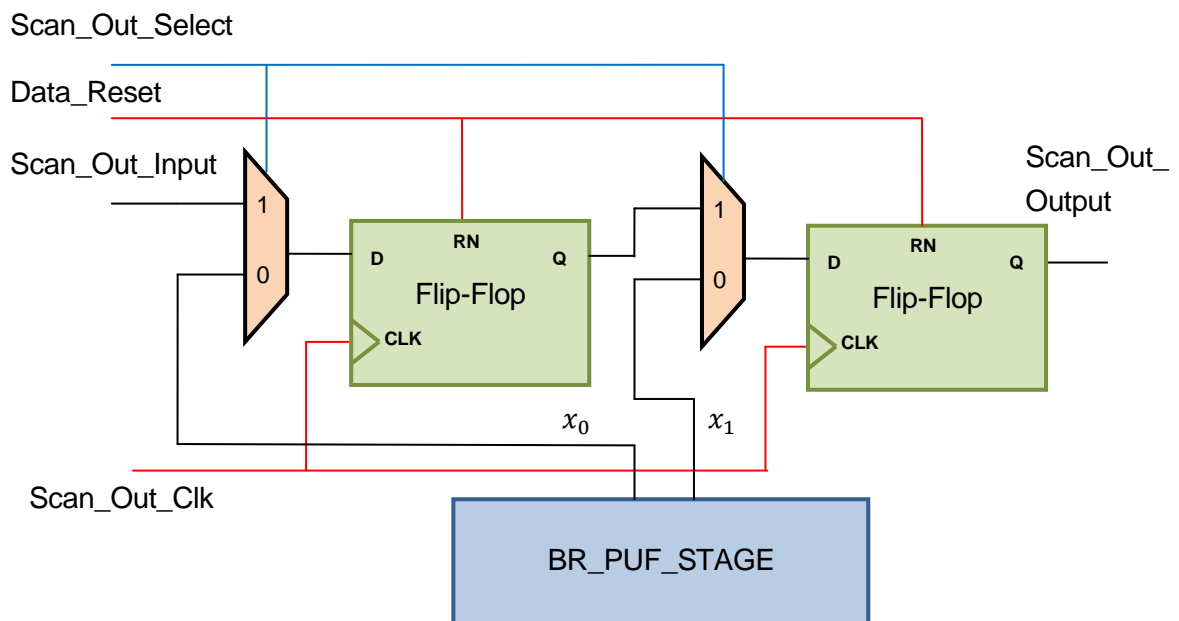 Scan_Out_Select
Data_Reset
Scan_Out_Input
Scan_Out_
Output
1
0
D
RN
Q
Flip-Flop
CLK
1
0
D
RN
Q
Flip-Flop
CLK
x₀
x₁
Scan_Out_Clk
BR_PUF_STAGE